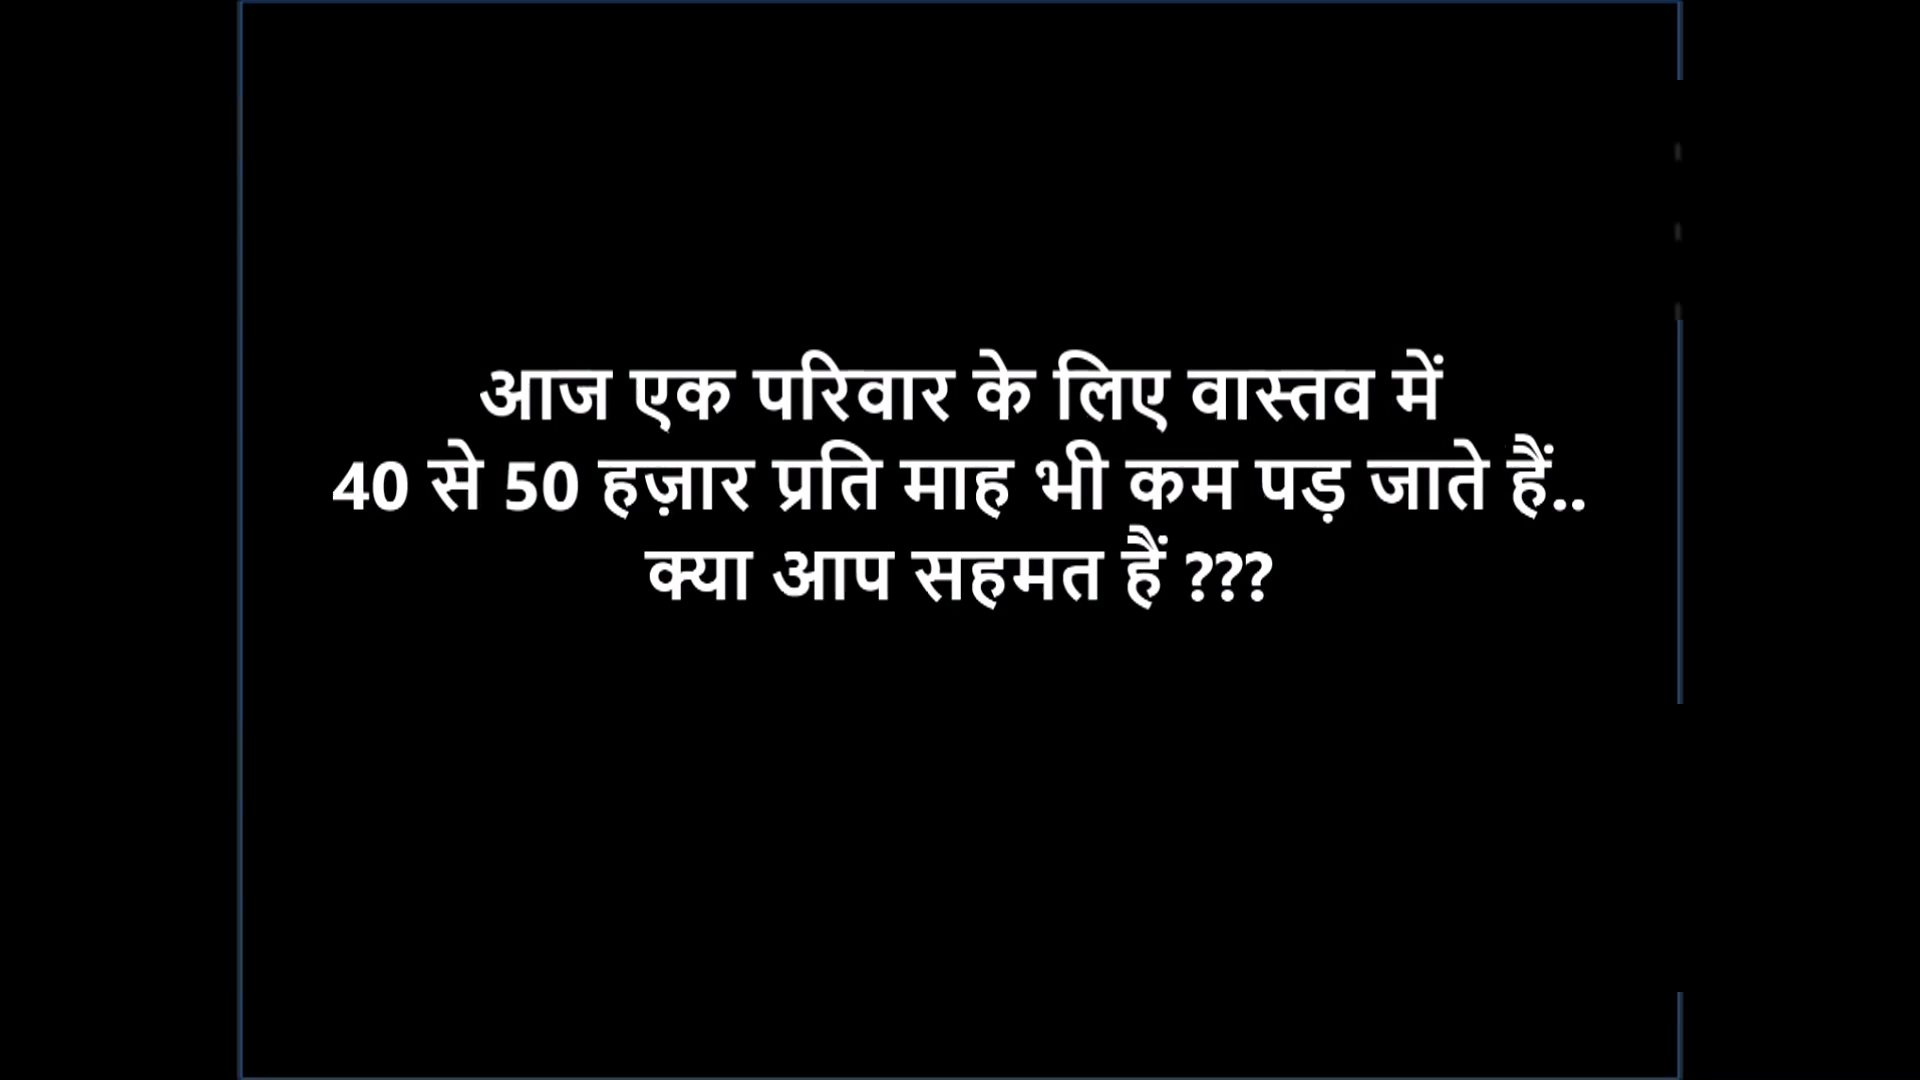 आज एक परिवार के लिए वास्तव में
40 से 50 हज़ार प्रति माह भी कम पड़ जाते हैं..
क्या आप सहमत हैं ???